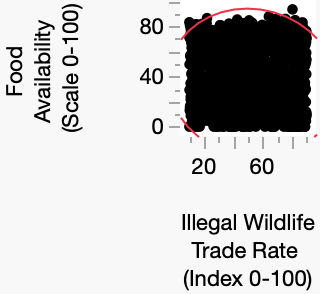 Food
Availability
(Scale 0-100)
80
40
0
20 60
Illegal Wildlife
Trade Rate
(Index 0-100)